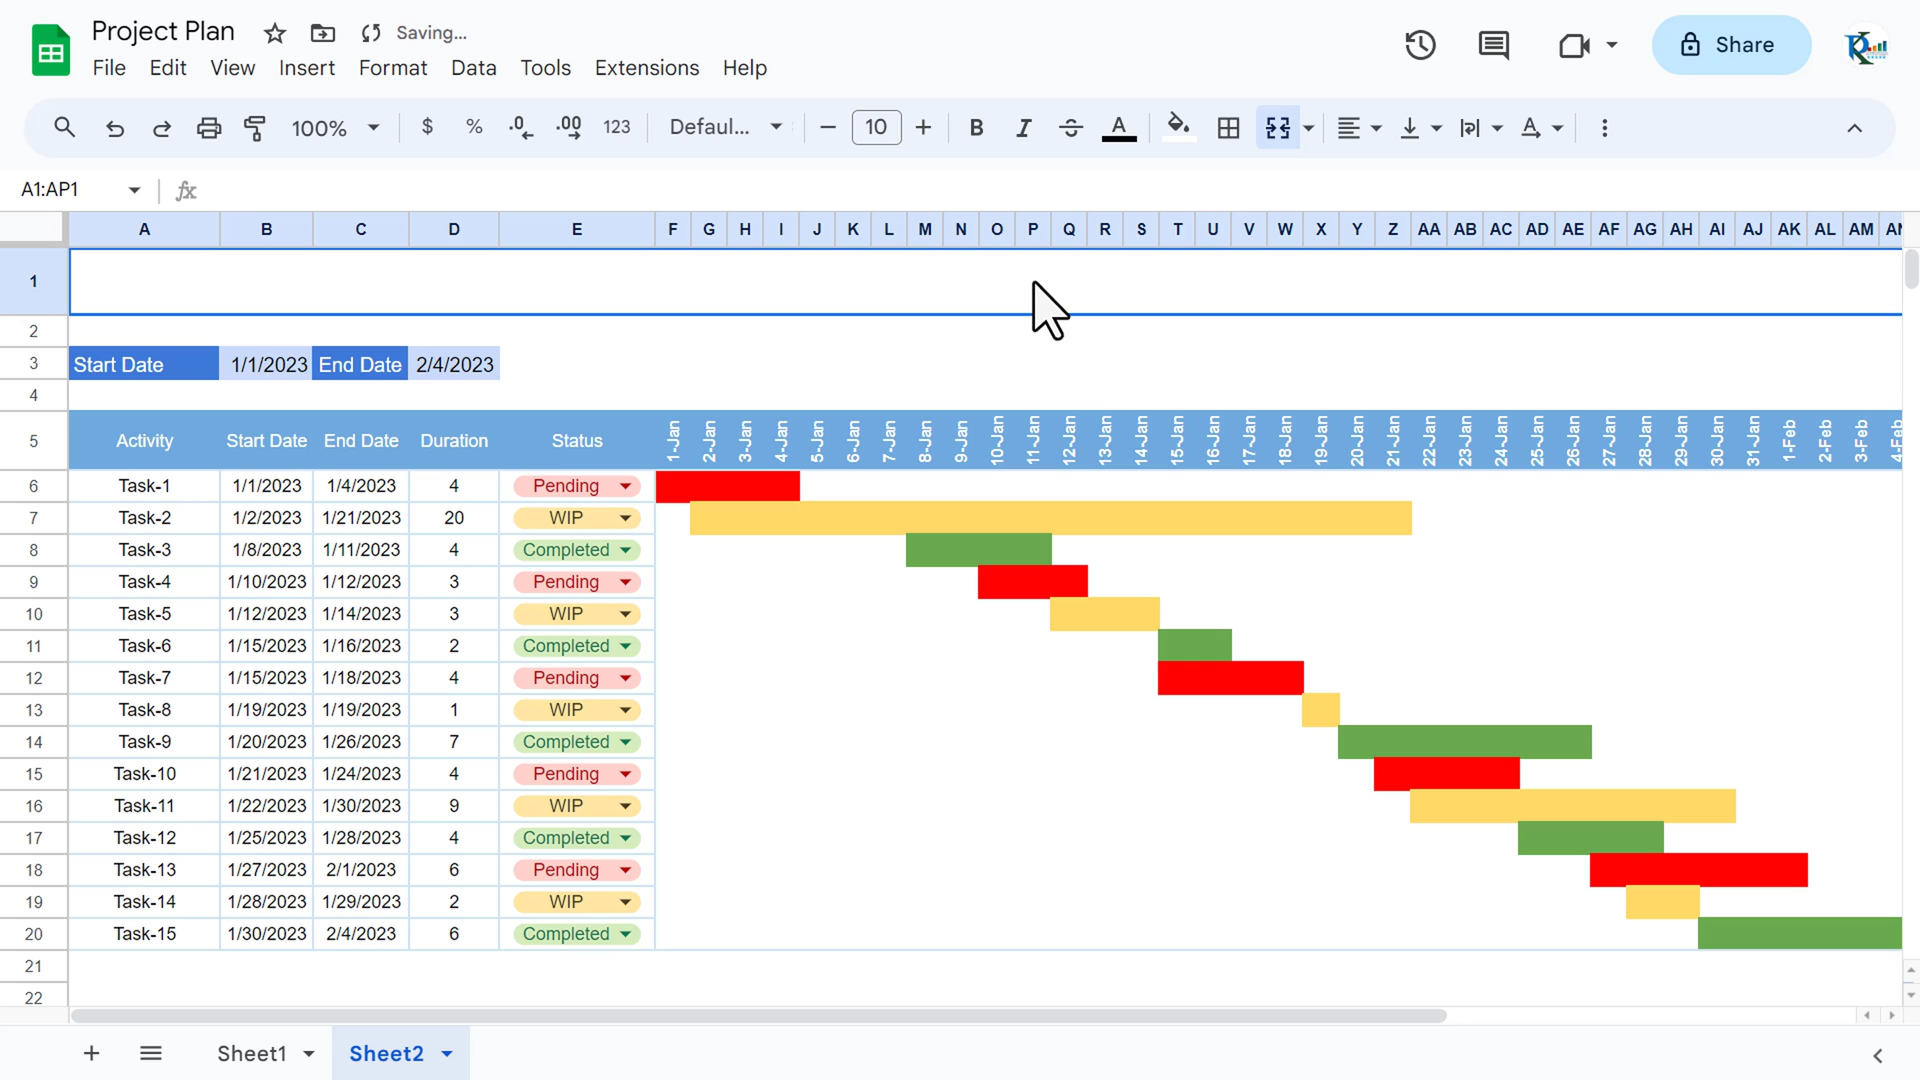 Project Plan Saving...
File Edit View Insert Format Data Tools Extensions Help
Share
100% $ % .0 .00 123 Defaul... 10 B I A
A1:AP1 fx
A B C D E F G H I J K L M N O P Q R S T U V W X Y Z AA AB AC AD AE AF AG AH AI AJ AK AL AM
1
2
3 Start Date 1/1/2023 End Date 2/4/2023
4
5 Activity Start Date End Date Duration Status 1-Jan 2-Jan 3-Jan 4-Jan 5-Jan 6-Jan 7-Jan 8-Jan 9-Jan 10-Jan 11-Jan 12-Jan 13-Jan 14-Jan 15-Jan 16-Jan 17-Jan 18-Jan 19-Jan 20-Jan 21-Jan 22-Jan 23-Jan 24-Jan 25-Jan 26-Jan 27-Jan 28-Jan 29-Jan 30-Jan 31-Jan 1-Feb 2-Feb 3-Feb 4-Feb
6 Task-1 1/1/2023 1/4/2023 4 Pending
7 Task-2 1/2/2023 1/21/2023 20 WIP
8 Task-3 1/8/2023 1/11/2023 4 Completed
9 Task-4 1/10/2023 1/12/2023 3 Pending
10 Task-5 1/12/2023 1/14/2023 3 WIP
11 Task-6 1/15/2023 1/16/2023 2 Completed
12 Task-7 1/15/2023 1/18/2023 4 Pending
13 Task-8 1/19/2023 1/19/2023 1 WIP
14 Task-9 1/20/2023 1/26/2023 7 Completed
15 Task-10 1/21/2023 1/24/2023 4 Pending
16 Task-11 1/22/2023 1/30/2023 9 WIP
17 Task-12 1/25/2023 1/28/2023 4 Completed
18 Task-13 1/27/2023 2/1/2023 6 Pending
19 Task-14 1/28/2023 1/29/2023 2 WIP
20 Task-15 1/30/2023 2/4/2023 6 Completed
21
22
Sheet1 Sheet2